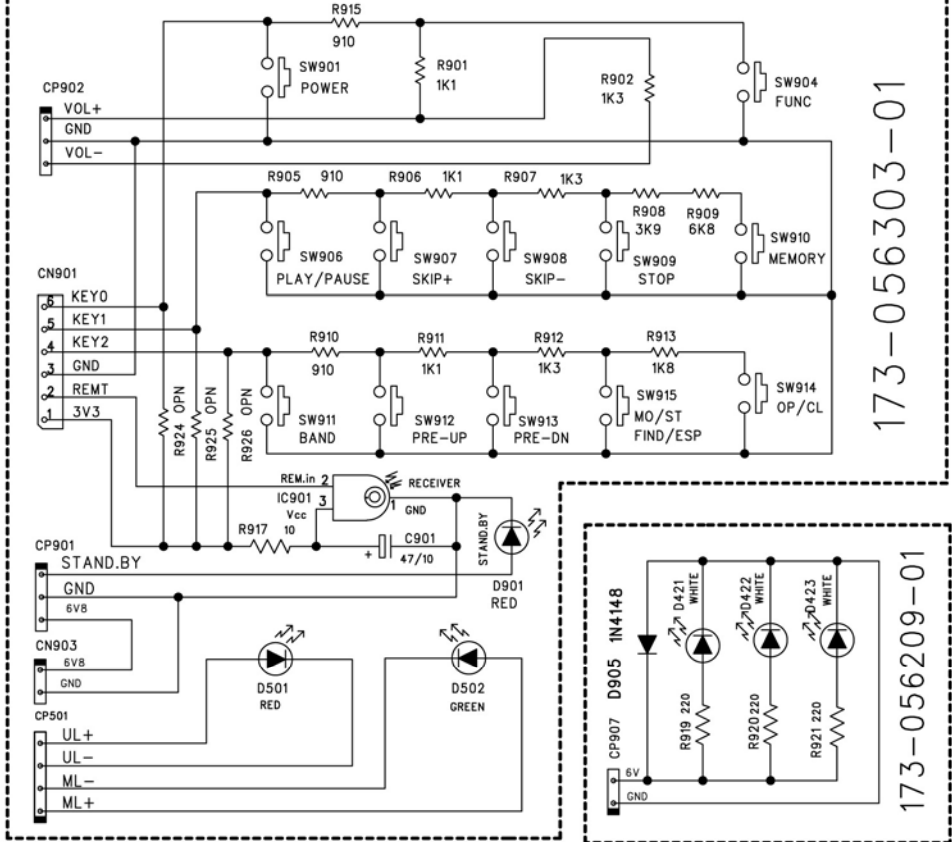 R915
910
SW901
POWER
R901
1K1
R902
1K3
SW904
FUNC
CP902
VOL+
GND
VOL-
R905 910
R906 1K1
R907 1K3
R908
3K9
R909
6K8
SW906
PLAY/PAUSE
SW907
SKIP+
SW908
SKIP-
SW909
STOP
SW910
MEMORY
CN901
6 KEY0
5 KEY1
4 KEY2
3 GND
2 REMT
1 3V3
R910
910
R911
1K1
R912
1K3
R913
1K8
R924 OPN
R925 OPN
R926 OPN
SW911
BAND
SW912
PRE-UP
SW913
PRE-DN
SW915
MO/ST
FIND/ESP
SW914
OP/CL
REM.in 2
IC901
3
Vcc
RECEIVER
1
GND
R917 10
+
C901
47/10
STAND.BY
D901
RED
CP901
STAND.BY
GND
6V8
CN903
6V8
GND
D501
RED
D502
GREEN
CP501
UL+
UL-
ML-
ML+
173-056303-01
D905 1N4148
D421
WHITE
D422
WHITE
D423
WHITE
R919 220
R920 220
R921 220
CP907
6V
GND
173-056209-01